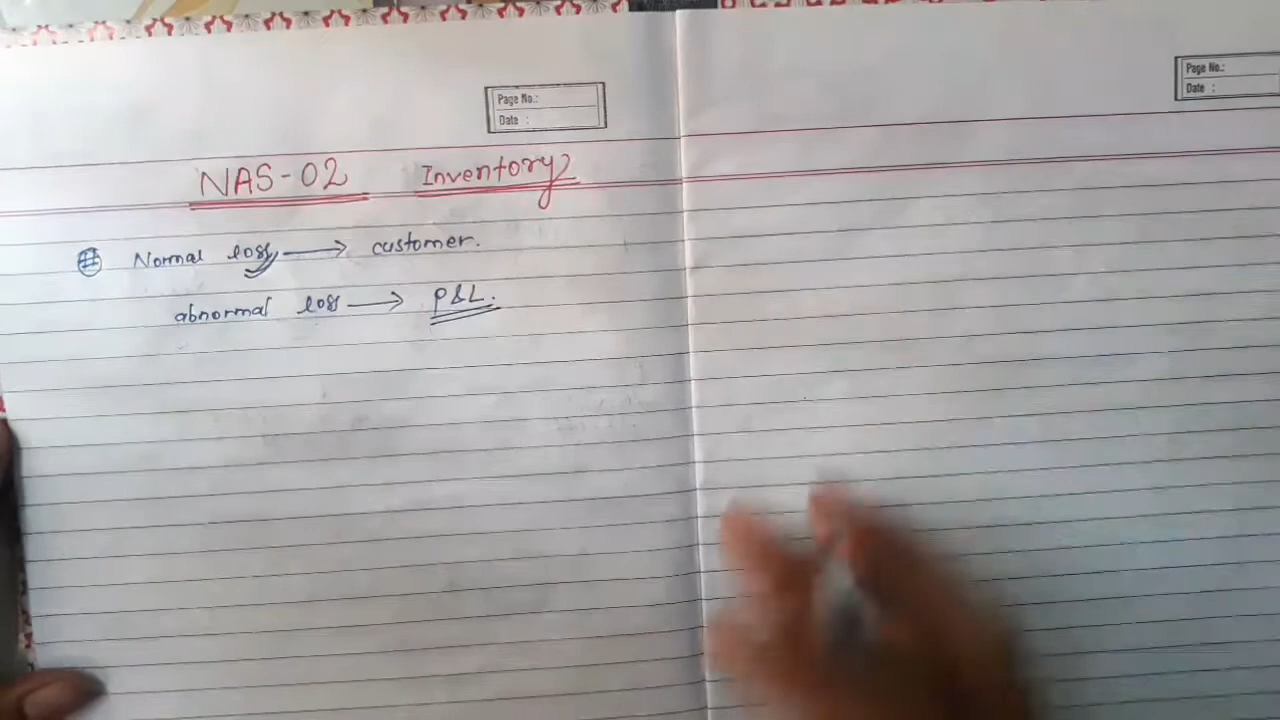 Page No.:
Date :
Page No.:
Date :
NAS-02 Inventory
Normal loss → customer.
abnormal loss → P&L.